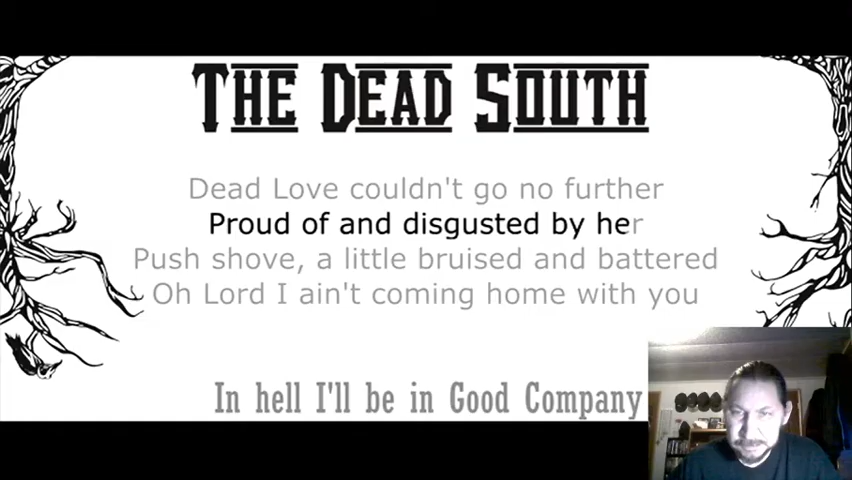 THE DEAD SOUTH
Dead Love couldn't go no further
Proud of and disgusted by her
Push shove, a little bruised and battered
Oh Lord I ain't coming home with you
In hell I'll be in Good Company